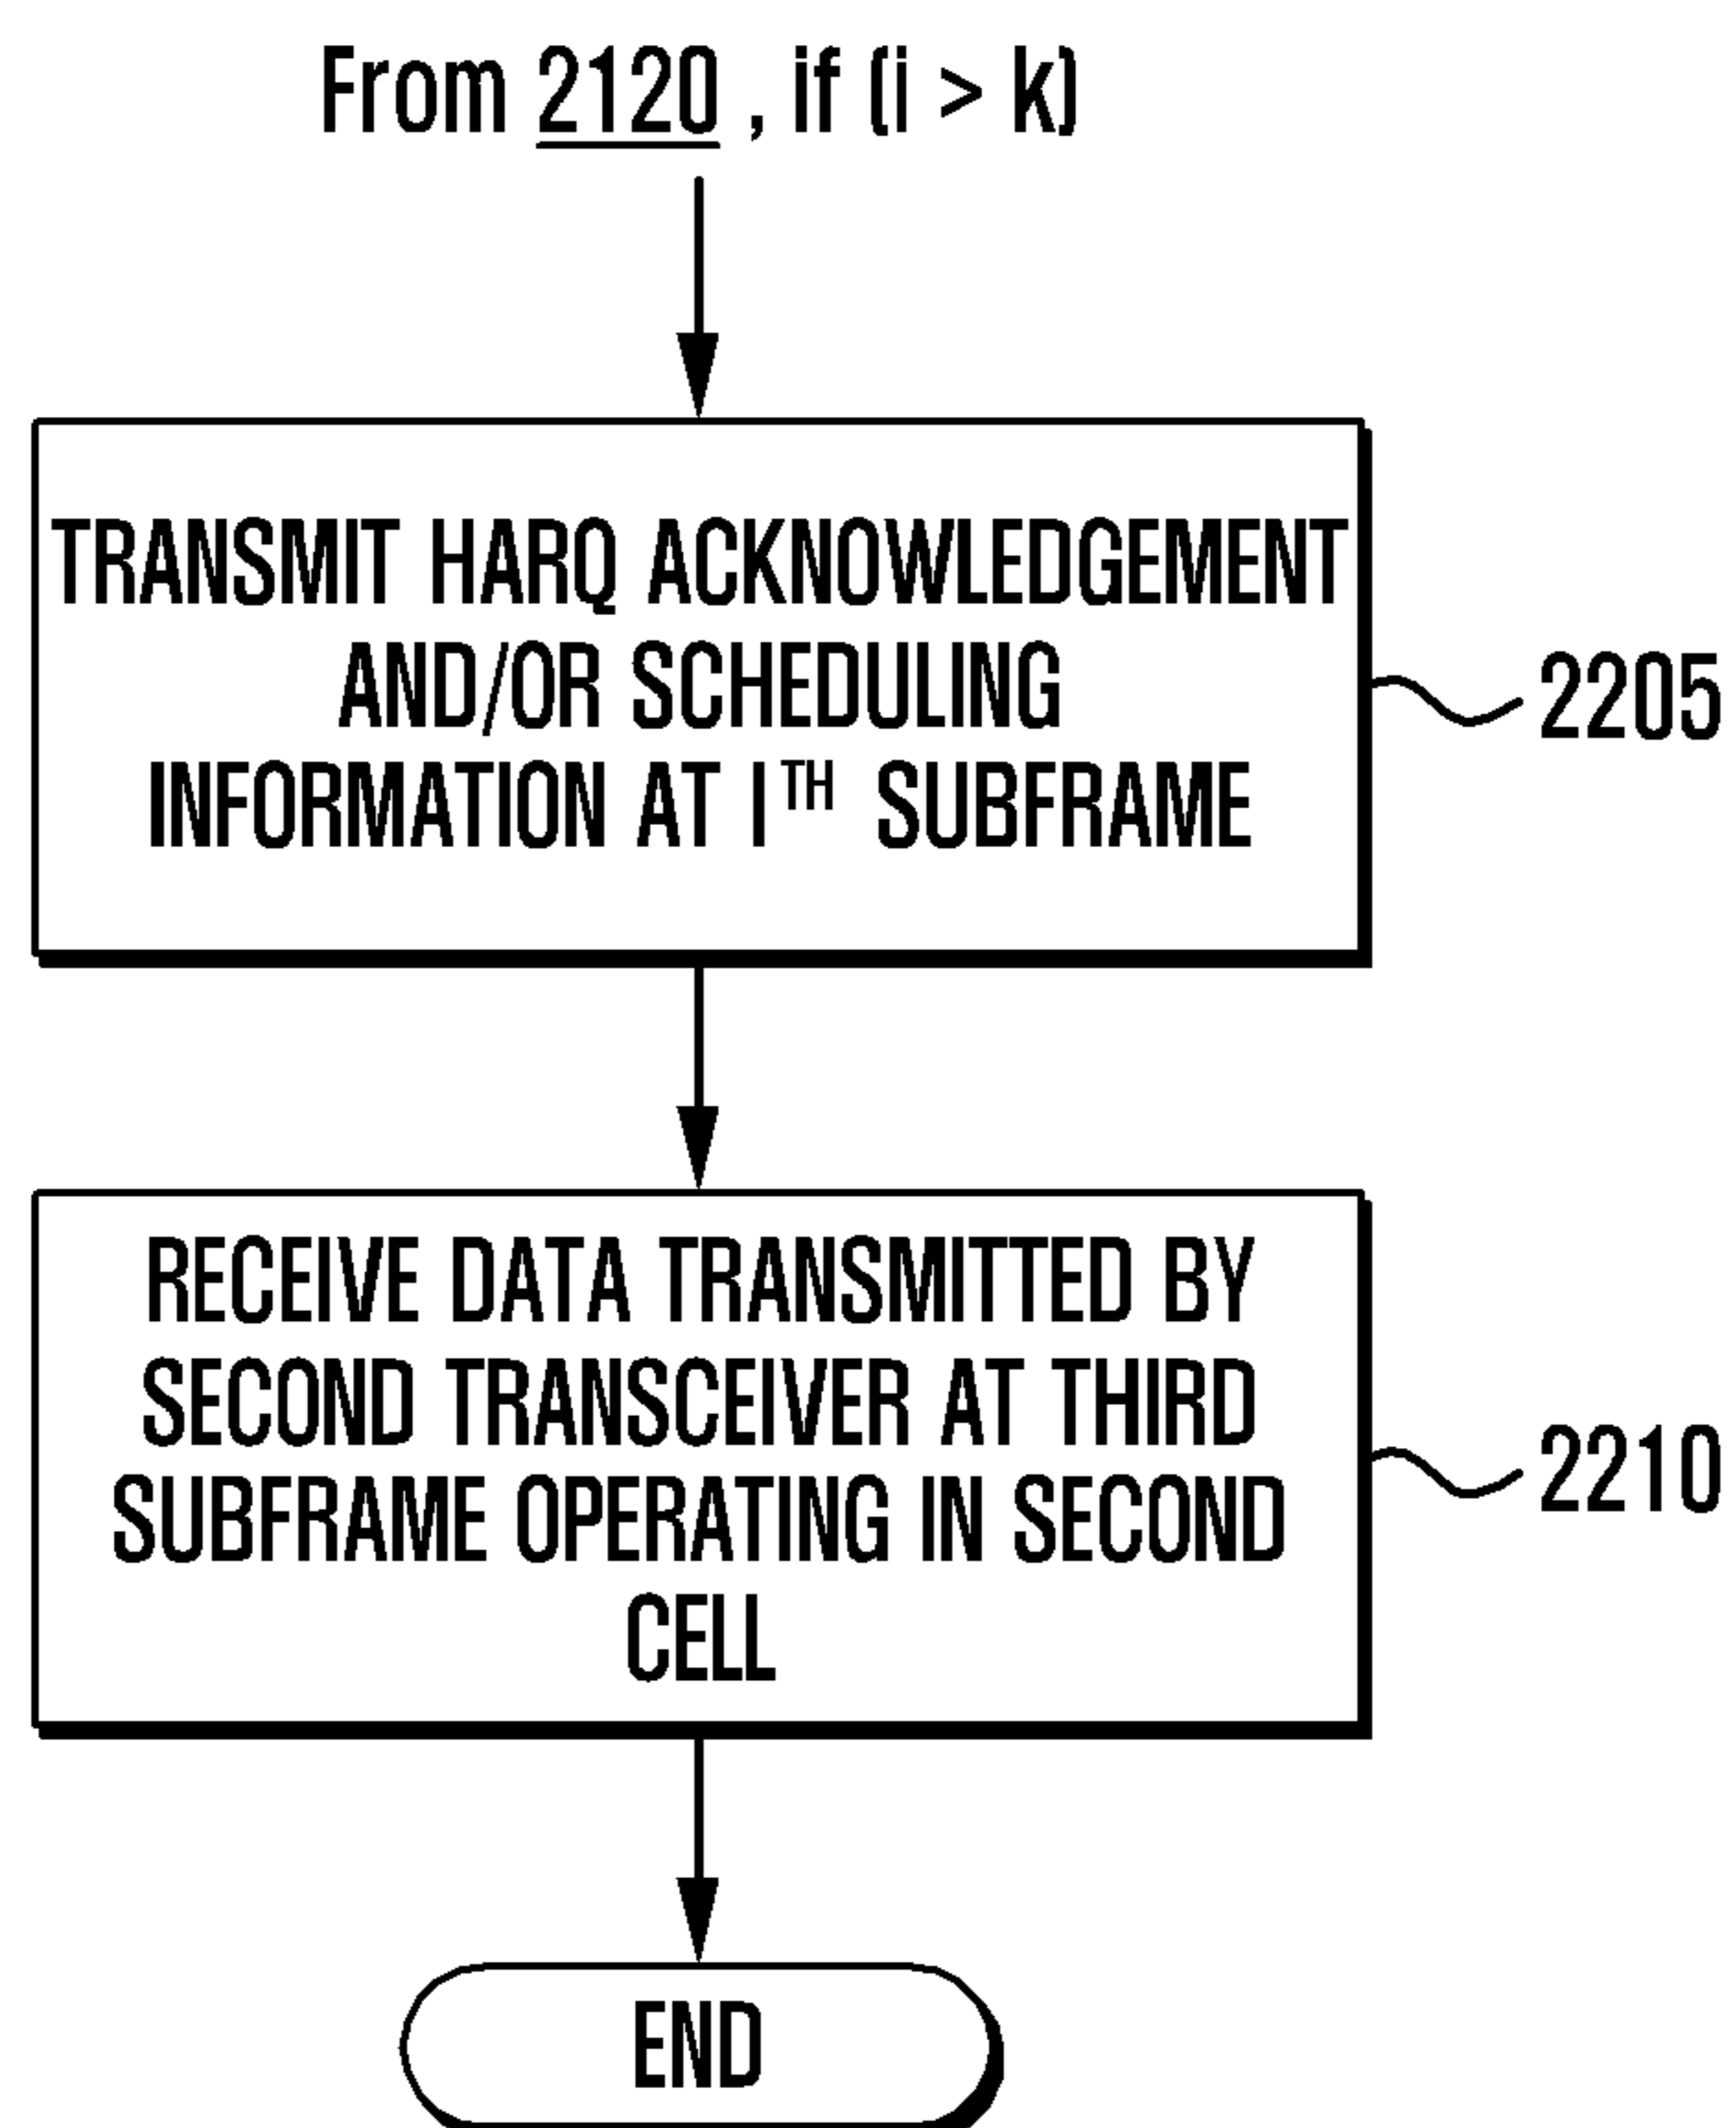 From 2120 , if (i > k)
TRANSMIT HARQ ACKNOWLEDGEMENT
AND/OR SCHEDULING
INFORMATION AT I^TH SUBFRAME
2205
RECEIVE DATA TRANSMITTED BY
SECOND TRANSCEIVER AT THIRD
SUBFRAME OPERATING IN SECOND
CELL
2210
END